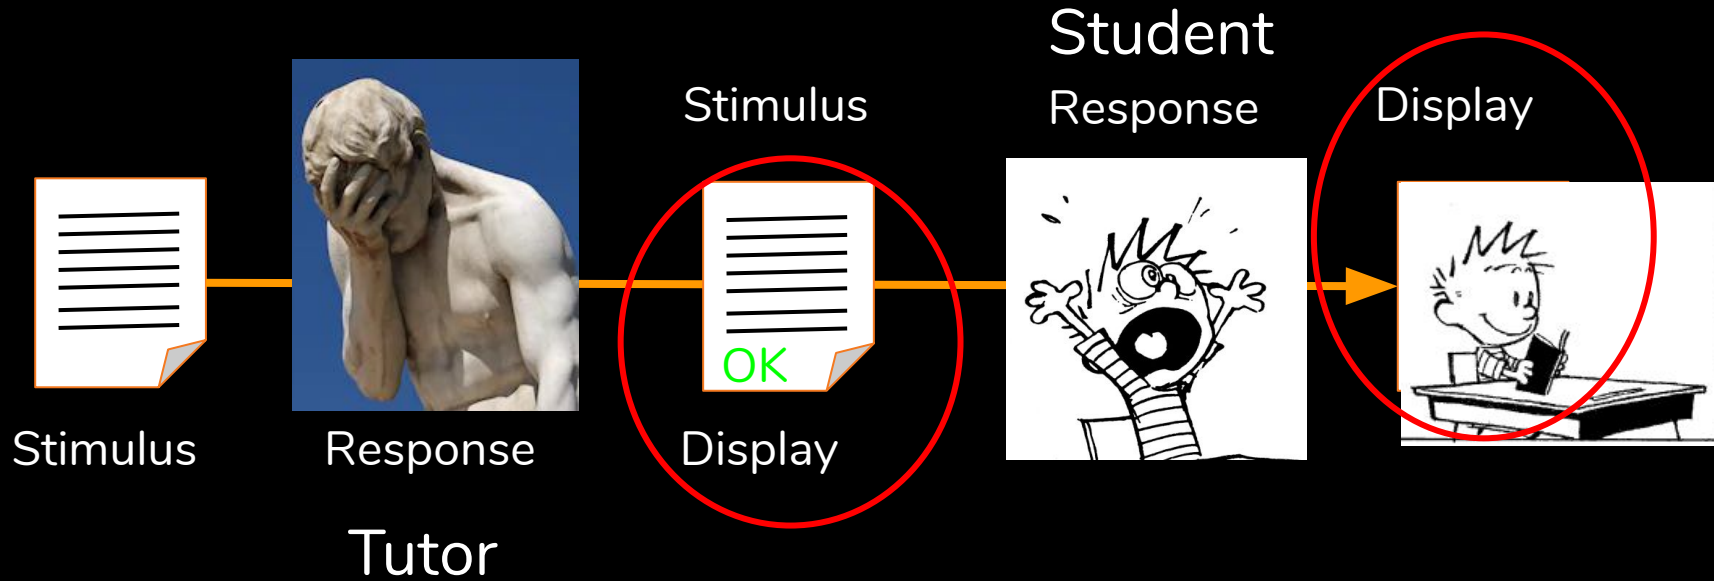 Student
Stimulus
Response
Display
OK
Stimulus
Response
Display
Tutor